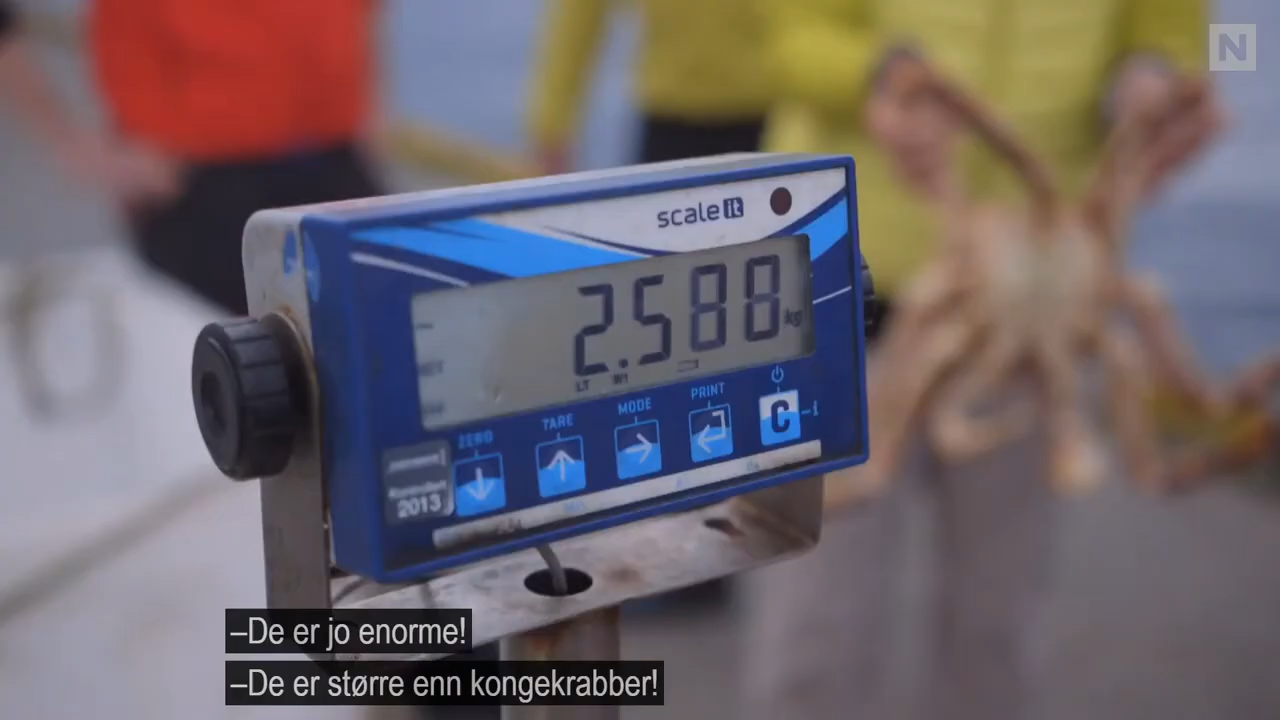 N
scale it
2.588 kg
LT W1
ZERO TARE MODE PRINT
C
2013
–De er jo enorme!
–De er større enn kongekrabber!